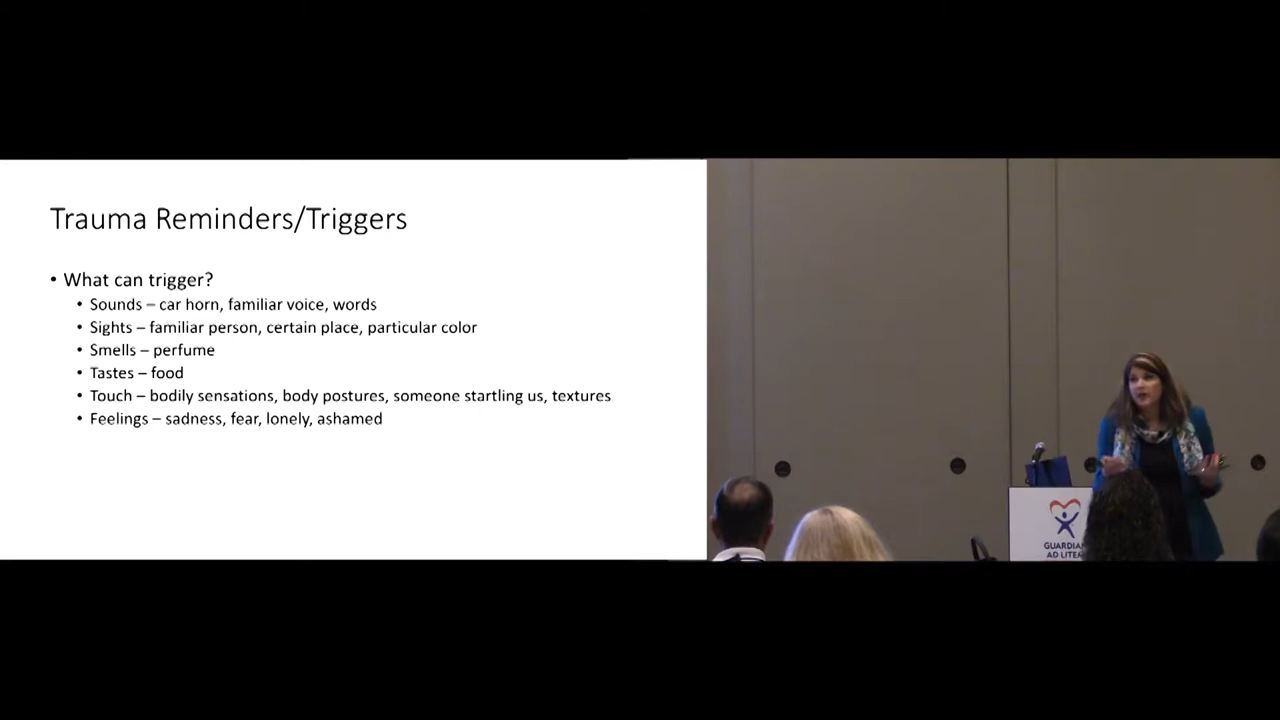 Trauma Reminders/Triggers
• What can trigger?
• Sounds – car horn, familiar voice, words
• Sights – familiar person, certain place, particular color
• Smells – perfume
• Tastes – food
• Touch – bodily sensations, body postures, someone startling us, textures
• Feelings – sadness, fear, lonely, ashamed
GUARDIAN
AD LITEM